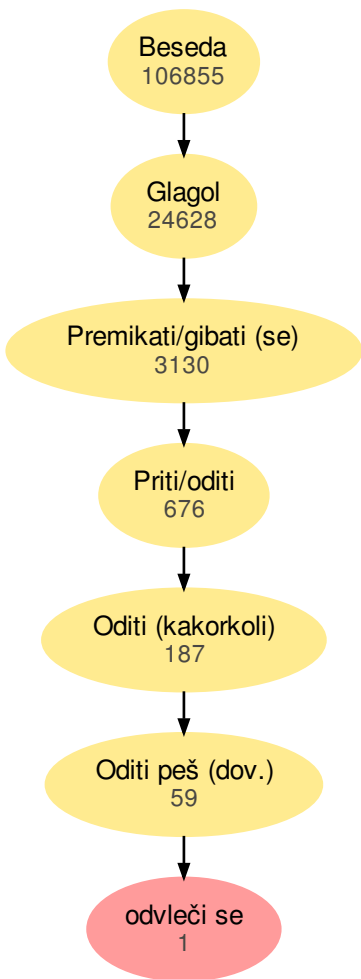 Beseda
106855
Glagol
24628
Premikati/gibati (se)
3130
Priti/oditi
676
Oditi (kakorkoli)
187
Oditi peš (dov.)
59
odvleči se
1